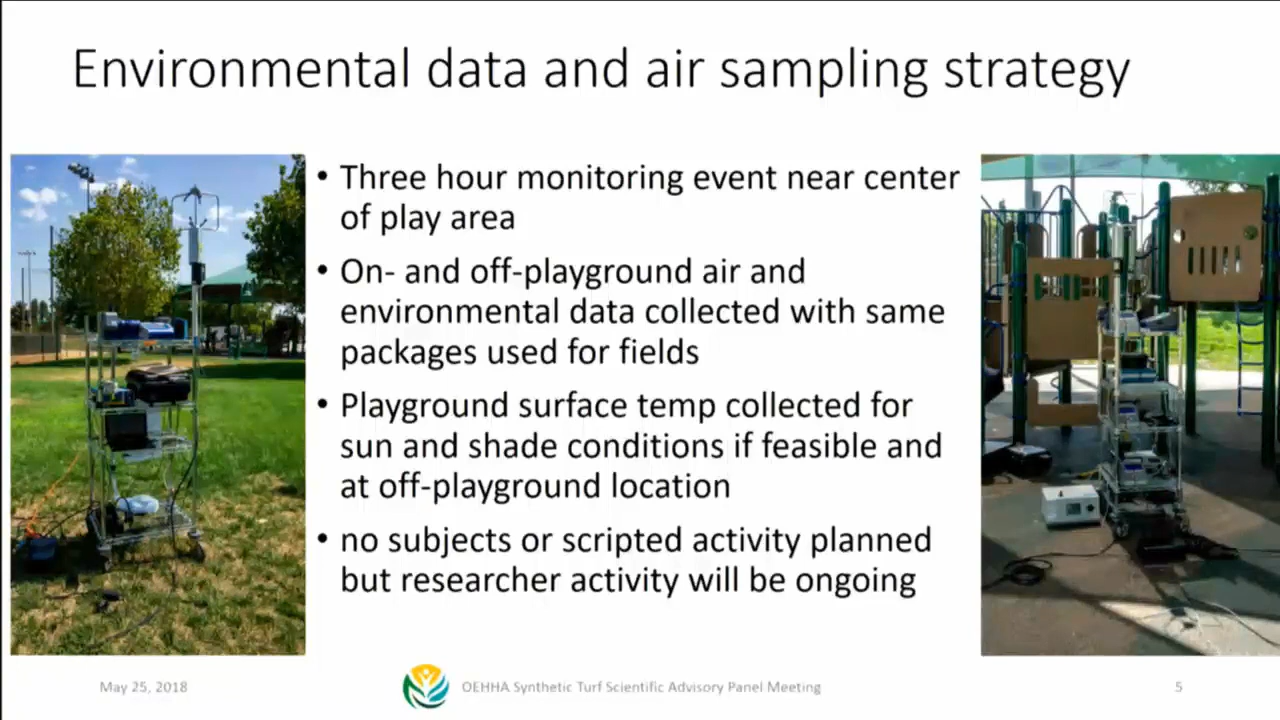 Environmental data and air sampling strategy
• Three hour monitoring event near center
of play area
• On- and off-playground air and
environmental data collected with same
packages used for fields
• Playground surface temp collected for
sun and shade conditions if feasible and
at off-playground location
• no subjects or scripted activity planned
but researcher activity will be ongoing
May 25, 2018
OEHHA Synthetic Turf Scientific Advisory Panel Meeting
5